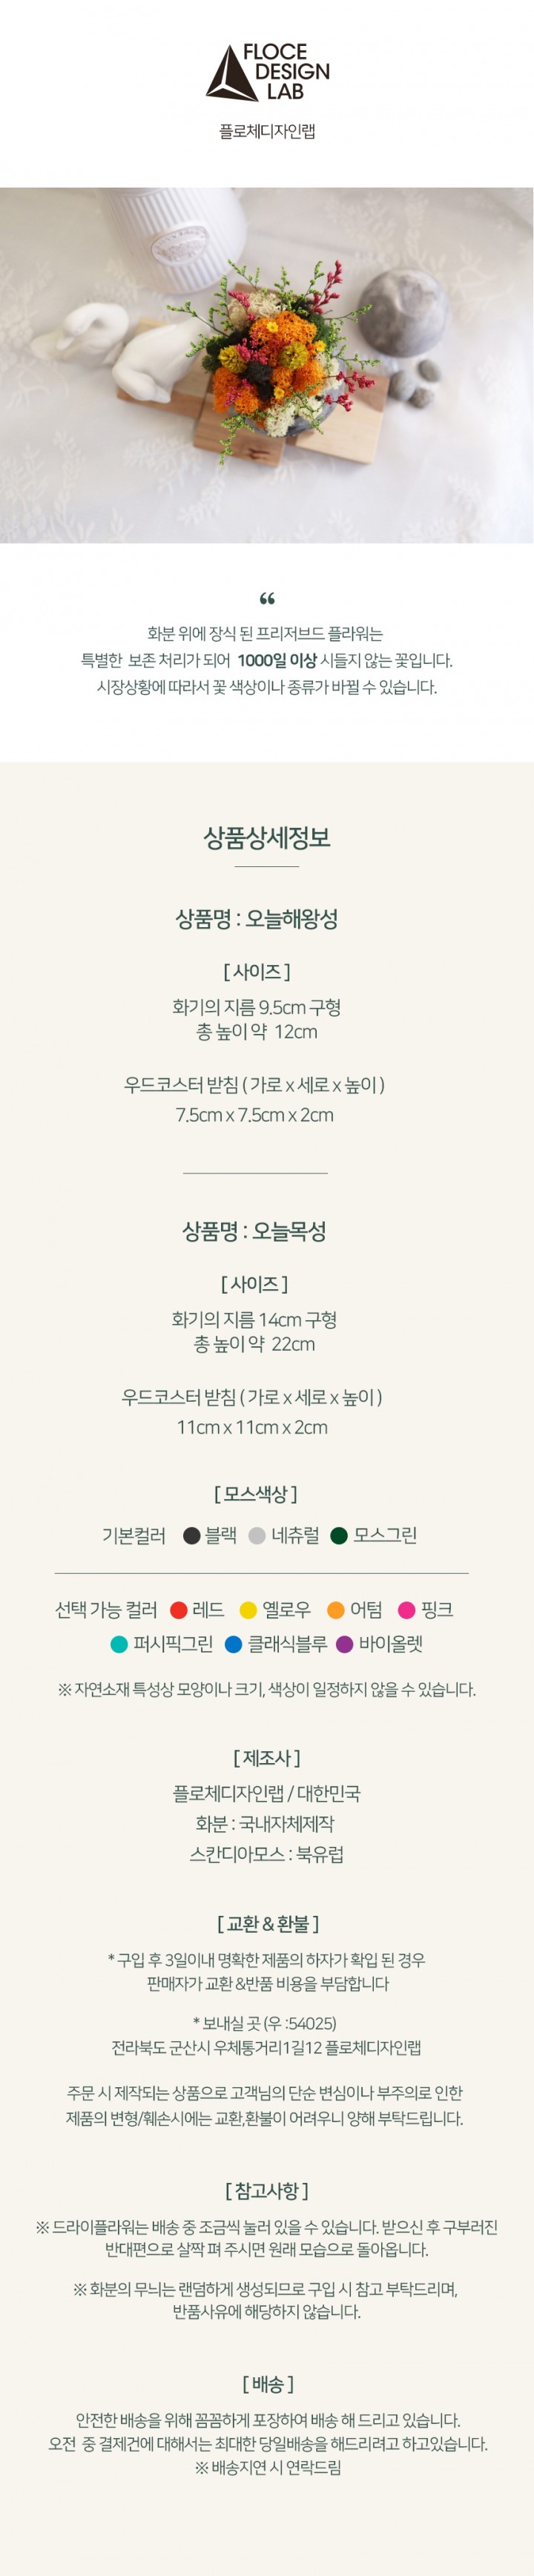 FLOCE
DESIGN
LAB
플로체디자인랩
“
화분 위에 장식 된 프리저브드 플라워는
특별한 보존 처리가 되어 1000일 이상 시들지 않는 꽃입니다.
시장상황에 따라서 꽃 색상이나 종류가 바뀔 수 있습니다.
상품상세정보
상품명 : 오늘해왕성
[ 사이즈 ]
화기의 지름 9.5cm 구형
총 높이 약 12cm
우드코스터 받침 ( 가로 x 세로 x 높이 )
7.5cm x 7.5cm x 2cm
상품명 : 오늘목성
[ 사이즈 ]
화기의 지름 14cm 구형
총 높이 약 22cm
우드코스터 받침 ( 가로 x 세로 x 높이 )
11cm x 11cm x 2cm
[ 모스색상 ]
기본컬러 블랙 네츄럴 모스그린
선택 가능 컬러 레드 옐로우 어텀 핑크
퍼시픽그린 클래식블루 바이올렛
※ 자연소재 특성상 모양이나 크기, 색상이 일정하지 않을 수 있습니다.
[ 제조사 ]
플로체디자인랩 / 대한민국
화분 : 국내자체제작
스칸디아모스 : 북유럽
[ 교환 & 환불 ]
* 구입 후 3일이내 명확한 제품의 하자가 확입 된 경우
판매자가 교환 &반품 비용을 부담합니다
* 보내실 곳 (우 :54025)
전라북도 군산시 우체통거리1길12 플로체디자인랩
주문 시 제작되는 상품으로 고객님의 단순 변심이나 부주의로 인한
제품의 변형/훼손시에는 교환,환불이 어려우니 양해 부탁드립니다.
[ 참고사항 ]
※ 드라이플라워는 배송 중 조금씩 눌러 있을 수 있습니다. 받으신 후 구부러진
반대편으로 살짝 펴 주시면 원래 모습으로 돌아옵니다.
※ 화분의 무늬는 랜덤하게 생성되므로 구입 시 참고 부탁드리며,
반품사유에 해당하지 않습니다.
[ 배송 ]
안전한 배송을 위해 꼼꼼하게 포장하여 배송 해 드리고 있습니다.
오전 중 결제건에 대해서는 최대한 당일배송을 해드리려고 하고있습니다.
※ 배송지연 시 연락드림